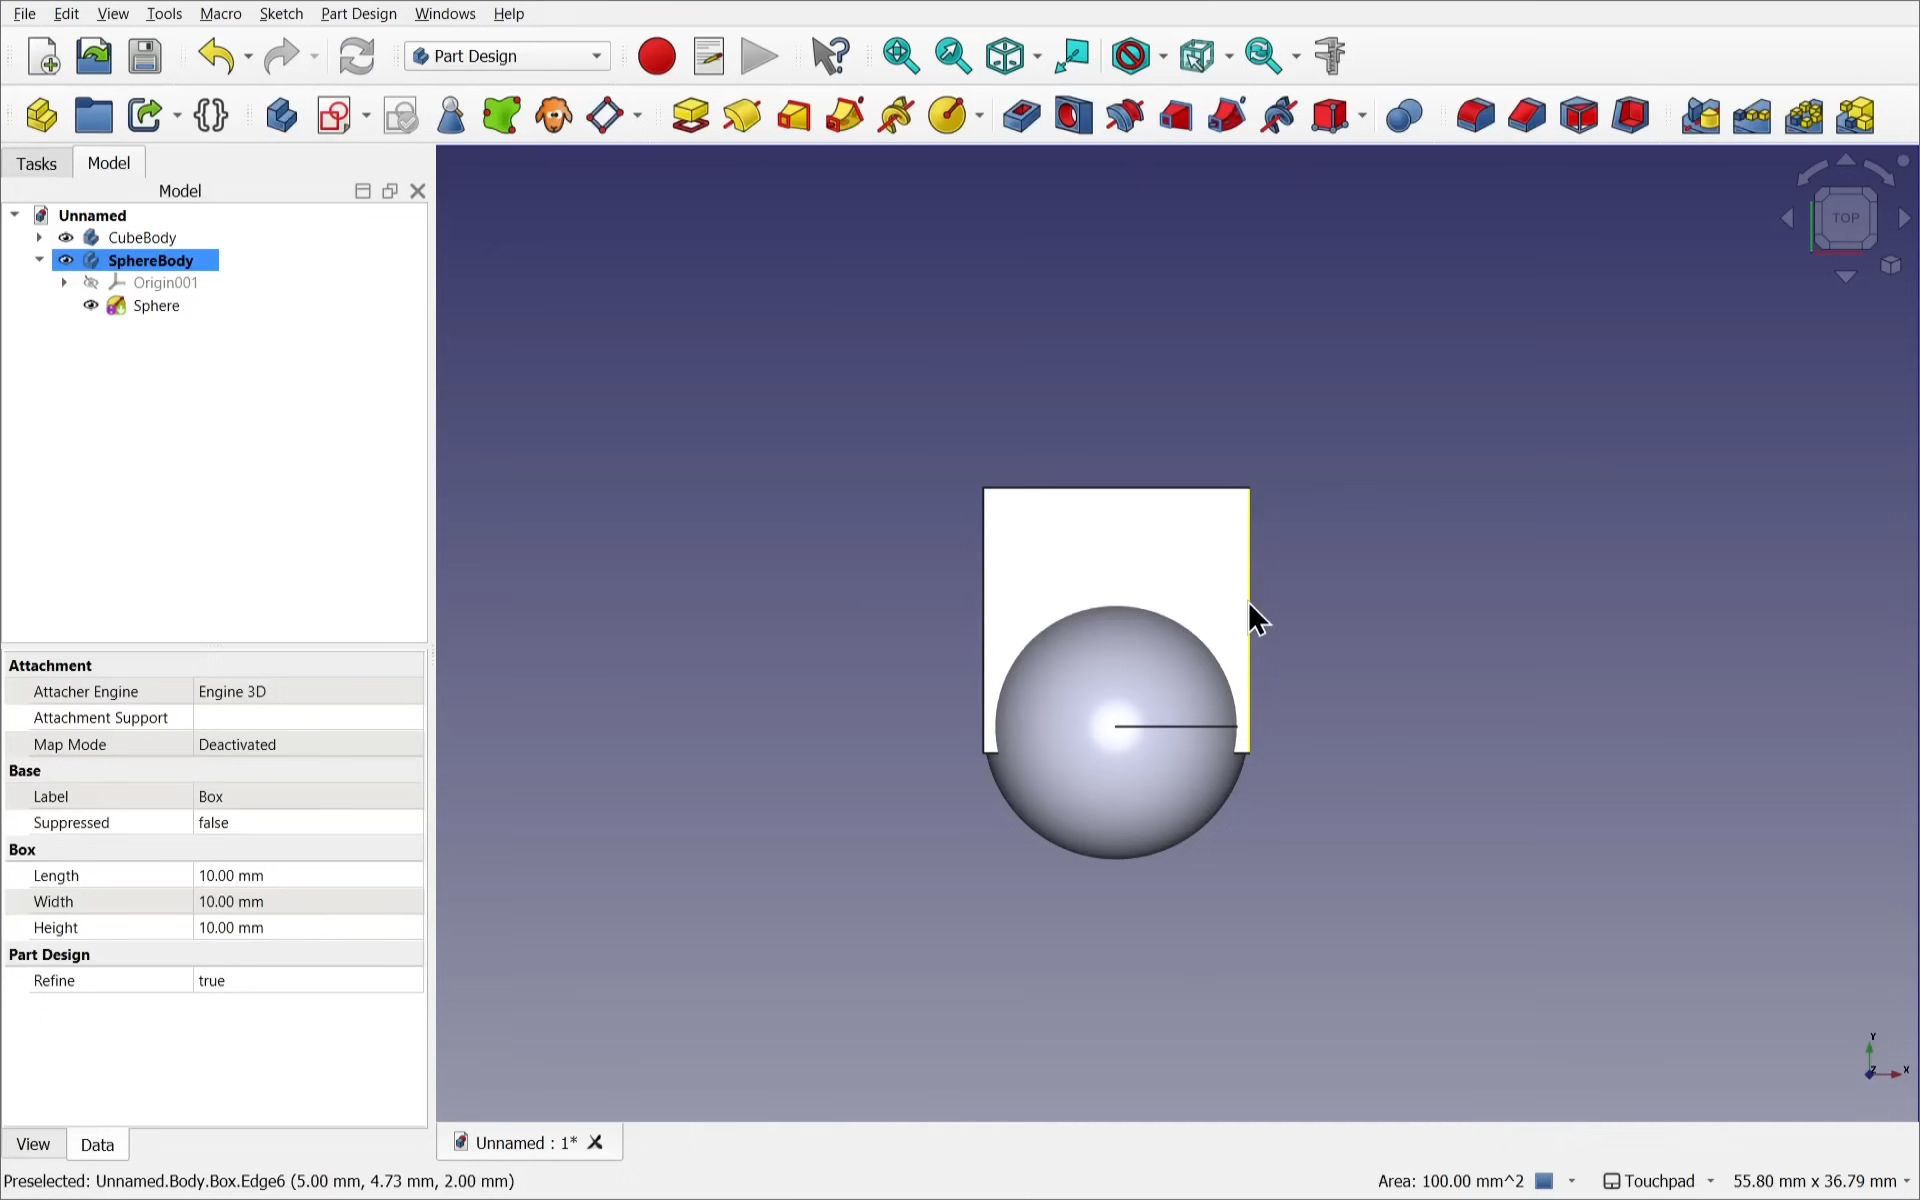 File Edit View Tools Macro Sketch Part Design Windows Help
Part Design
Tasks Model
Model
Unnamed
CubeBody
SphereBody
Origin001
Sphere
TOP
Attachment
Attacher Engine Engine 3D
Attachment Support
Map Mode Deactivated
Base
Label Box
Suppressed false
Box
Length 10.00 mm
Width 10.00 mm
Height 10.00 mm
Part Design
Refine true
Y
Z X
View Data
Unnamed : 1*
Preselected: Unnamed.Body.Box.Edge6 (5.00 mm, 4.73 mm, 2.00 mm) Area: 100.00 mm^2 Touchpad 55.80 mm x 36.79 mm